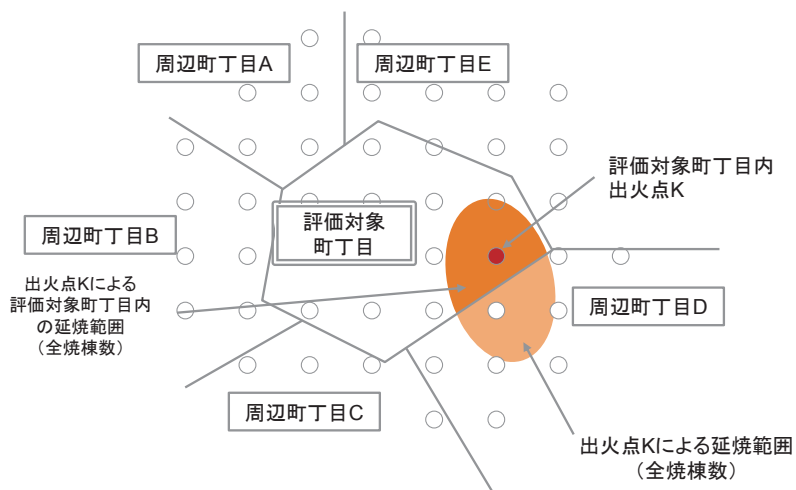 周辺町丁目A
周辺町丁目E
評価対象町丁目内
出火点K
評価対象
町丁目
周辺町丁目B
出火点Kによる
評価対象町丁目内
の延焼範囲
(全焼棟数)
周辺町丁目D
周辺町丁目C
出火点Kによる延焼範囲
(全焼棟数)